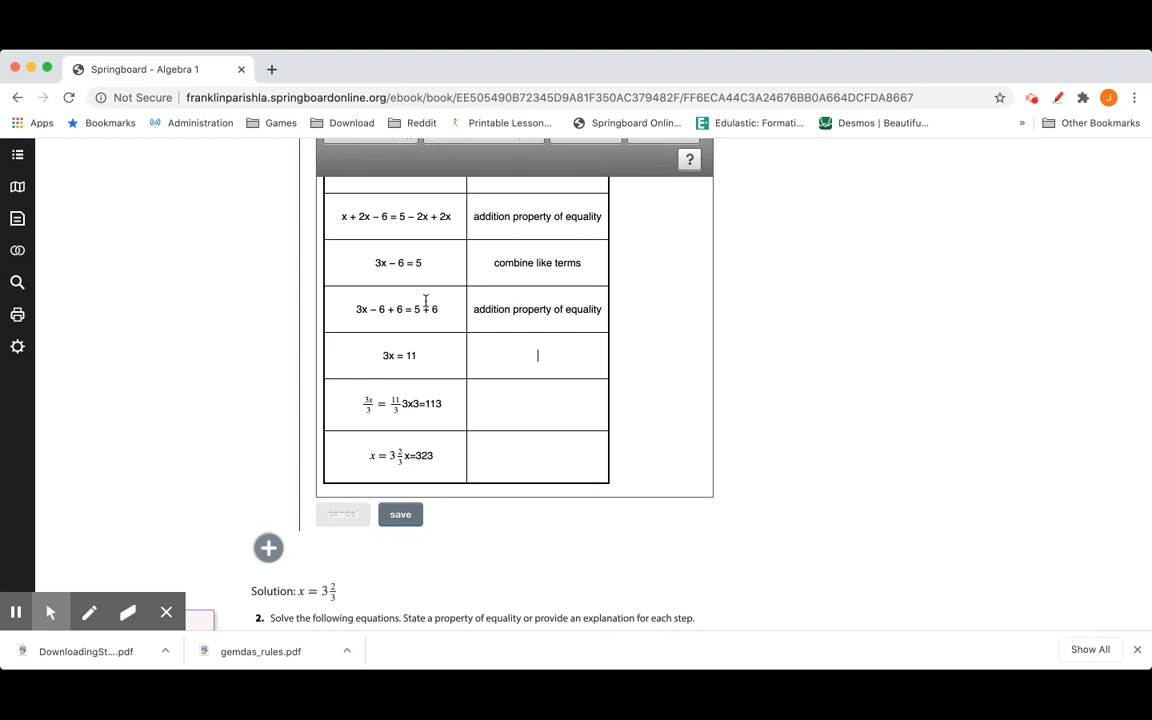 Springboard - Algebra 1
Not Secure | franklinparishla.springboardonline.org/ebook/book/EE505490B72345D9A81F350AC379482F/FF6ECA44C3A24676BB0A664DCFDA8667 J
Apps Bookmarks Administration Games Download Reddit Printable Lesson... Springboard Onlin... Edulastic: Formati... Desmos | Beautifu... » Other Bookmarks
?
x + 2x − 6 = 5 − 2x + 2x addition property of equality
3x − 6 = 5 combine like terms
3x − 6 + 6 = 5 + 6 addition property of equality
3x = 11
3x/3 = 11/3 3x3=113
x = 3 2/3 x=323
cancel save
Solution: x = 3 2/3
2. Solve the following equations. State a property of equality or provide an explanation for each step.
DownloadingSt....pdf gemdas_rules.pdf Show All